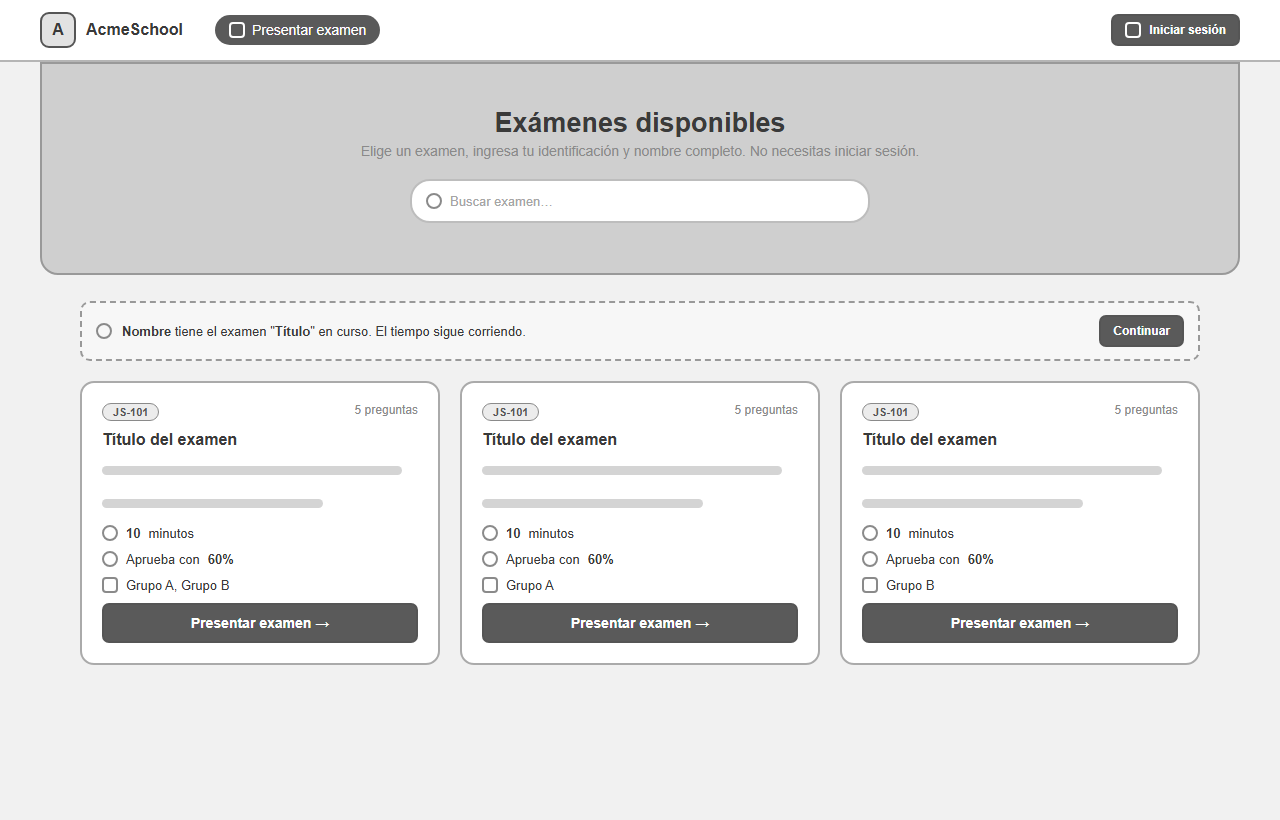 A AcmeSchool Presentar examen Iniciar sesión
Exámenes disponibles
Elige un examen, ingresa tu identificación y nombre completo. No necesitas iniciar sesión.
Buscar examen...
Nombre tiene el examen "Título" en curso. El tiempo sigue corriendo. Continuar
JS-101 5 preguntas
Título del examen
10 minutos
Aprueba con 60%
Grupo A, Grupo B
Presentar examen →
JS-101 5 preguntas
Título del examen
10 minutos
Aprueba con 60%
Grupo A
Presentar examen →
JS-101 5 preguntas
Título del examen
10 minutos
Aprueba con 60%
Grupo B
Presentar examen →